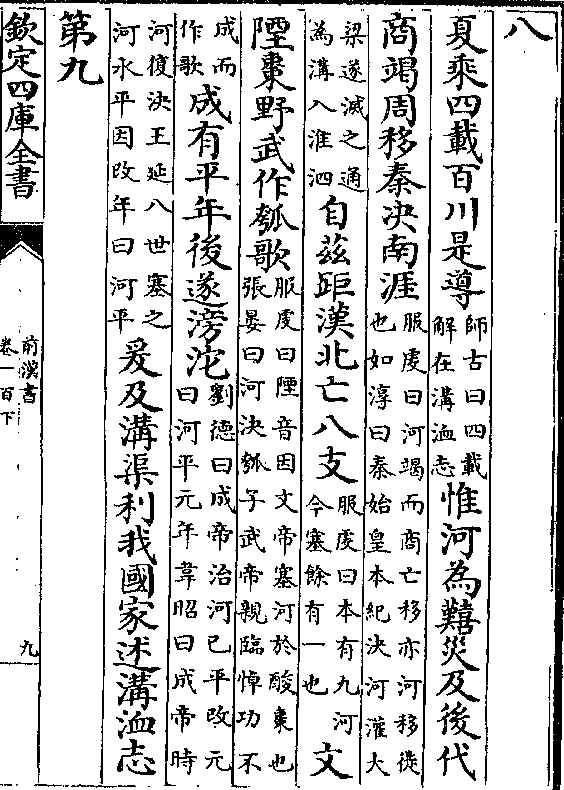 八
夏乘四載百川是導師古曰四載解在溝洫志惟河為囏災及後代
商竭周移秦決南涯服虔曰河竭而商亡移亦河移徙也如淳曰秦始皇本紀決河灌大
梁遂滅之通為溝入淮泗自茲距漢北亡八支服虔曰本有九河今塞餘有一也文
陻棗野武作瓠歌服虔曰陻音因文帝塞河於酸棗也張晏曰河決瓠子武帝親臨悼功不
成而作歌成有平年後遂滂沱劉德曰成帝治河已平改元曰河平元年韋昭曰成帝時
河復決王延八世塞之河水平因改年曰河平爰及溝渠利我國家述溝洫志
第九
欽定四庫全書
前漢書
卷一百下
九